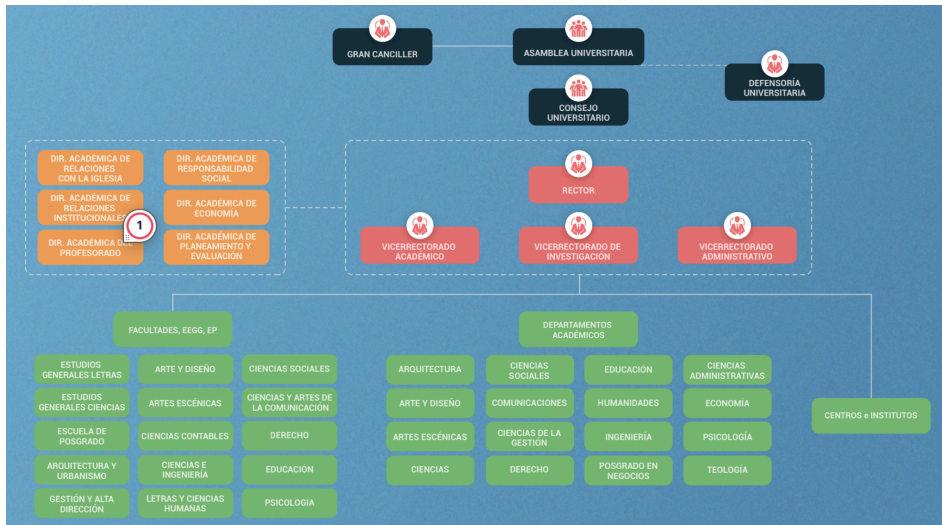 GRAN CANCILLER
ASAMBLEA UNIVERSITARIA
DEFENSORÍA
UNIVERSITARIA
CONSEJO
UNIVERSITARIO
DIR. ACADÉMICA DE
RELACIONES
CON LA IGLESIA
DIR. ACADÉMICA DE
RESPONSABILIDAD
SOCIAL
DIR. ACADÉMICA DE
RELACIONES
INSTITUCIONALES
DIR. ACADÉMICA DE
ECONOMÍA
1
DIR. ACADÉMICA DEL
PROFESORADO
DIR. ACADÉMICA DE
PLANEAMIENTO Y
EVALUACIÓN
RECTOR
VICERRECTORADO
ACADÉMICO
VICERRECTORADO DE
INVESTIGACIÓN
VICERRECTORADO
ADMINISTRATIVO
FACULTADES, EEGG, EP
ESTUDIOS
GENERALES LETRAS
ARTE Y DISEÑO
CIENCIAS SOCIALES
ESTUDIOS
GENERALES CIENCIAS
ARTES ESCÉNICAS
CIENCIAS Y ARTES DE
LA COMUNICACIÓN
ESCUELA DE
POSGRADO
CIENCIAS CONTABLES
DERECHO
ARQUITECTURA Y
URBANISMO
CIENCIAS E
INGENIERÍA
EDUCACIÓN
GESTIÓN Y ALTA
DIRECCIÓN
LETRAS Y CIENCIAS
HUMANAS
PSICOLOGÍA
DEPARTAMENTOS
ACADÉMICOS
ARQUITECTURA
CIENCIAS
SOCIALES
EDUCACIÓN
CIENCIAS
ADMINISTRATIVAS
ARTE Y DISEÑO
COMUNICACIONES
HUMANIDADES
ECONOMÍA
ARTES ESCÉNICAS
CIENCIAS DE LA
GESTIÓN
INGENIERÍA
PSICOLOGÍA
CIENCIAS
DERECHO
POSGRADO EN
NEGOCIOS
TEOLOGÍA
CENTROS e INSTITUTOS